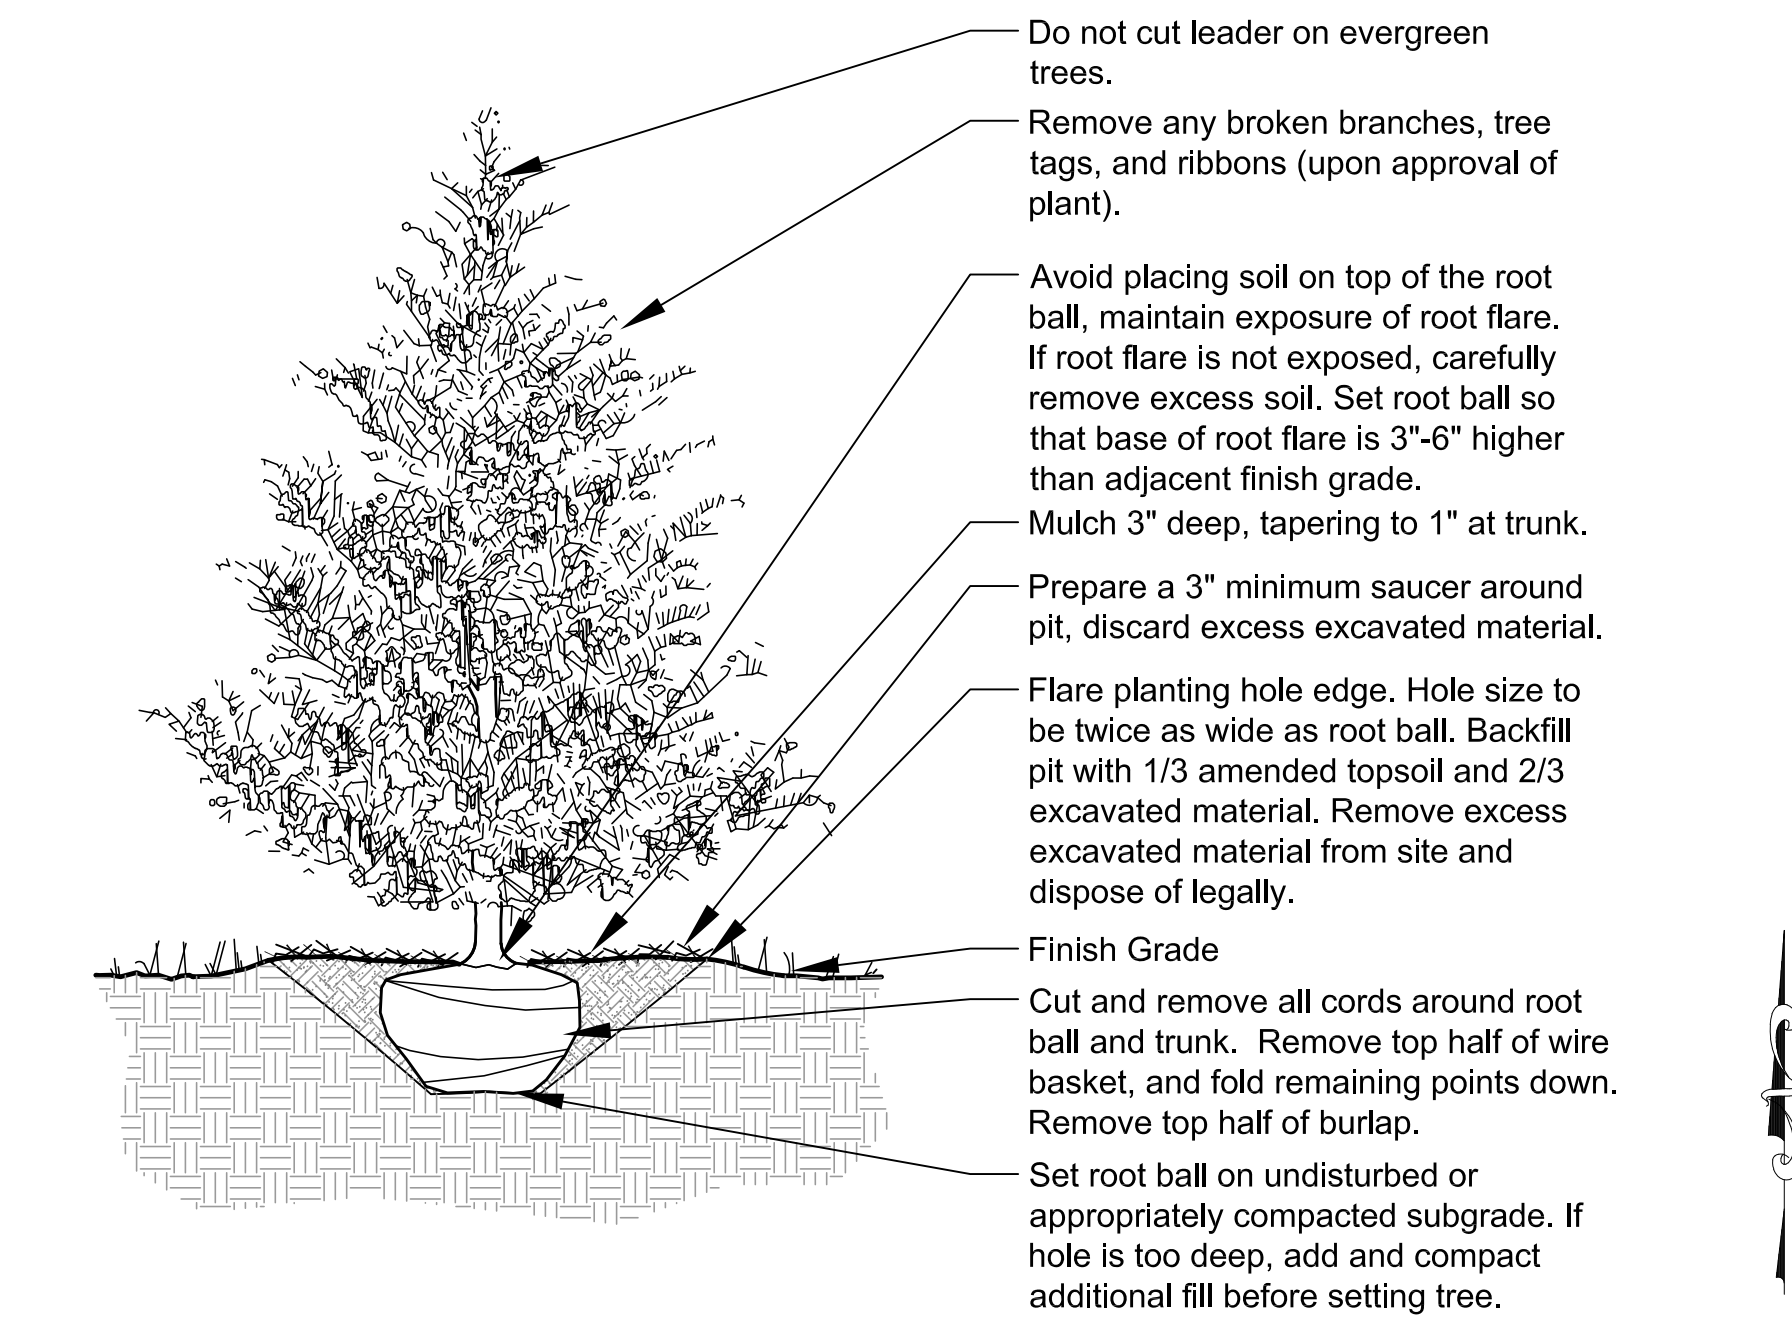 Do not cut leader on evergreen
trees.
Remove any broken branches, tree
tags, and ribbons (upon approval of
plant).
Avoid placing soil on top of the root
ball, maintain exposure of root flare.
If root flare is not exposed, carefully
remove excess soil. Set root ball so
that base of root flare is 3"-6" higher
than adjacent finish grade.
Mulch 3" deep, tapering to 1" at trunk.
Prepare a 3" minimum saucer around
pit, discard excess excavated material.
Flare planting hole edge. Hole size to
be twice as wide as root ball. Backfill
pit with 1/3 amended topsoil and 2/3
excavated material. Remove excess
excavated material from site and
dispose of legally.
Finish Grade
Cut and remove all cords around root
ball and trunk.  Remove top half of wire
basket, and fold remaining points down.
Remove top half of burlap.
Set root ball on undisturbed or
appropriately compacted subgrade. If
hole is too deep, add and compact
additional fill before setting tree.